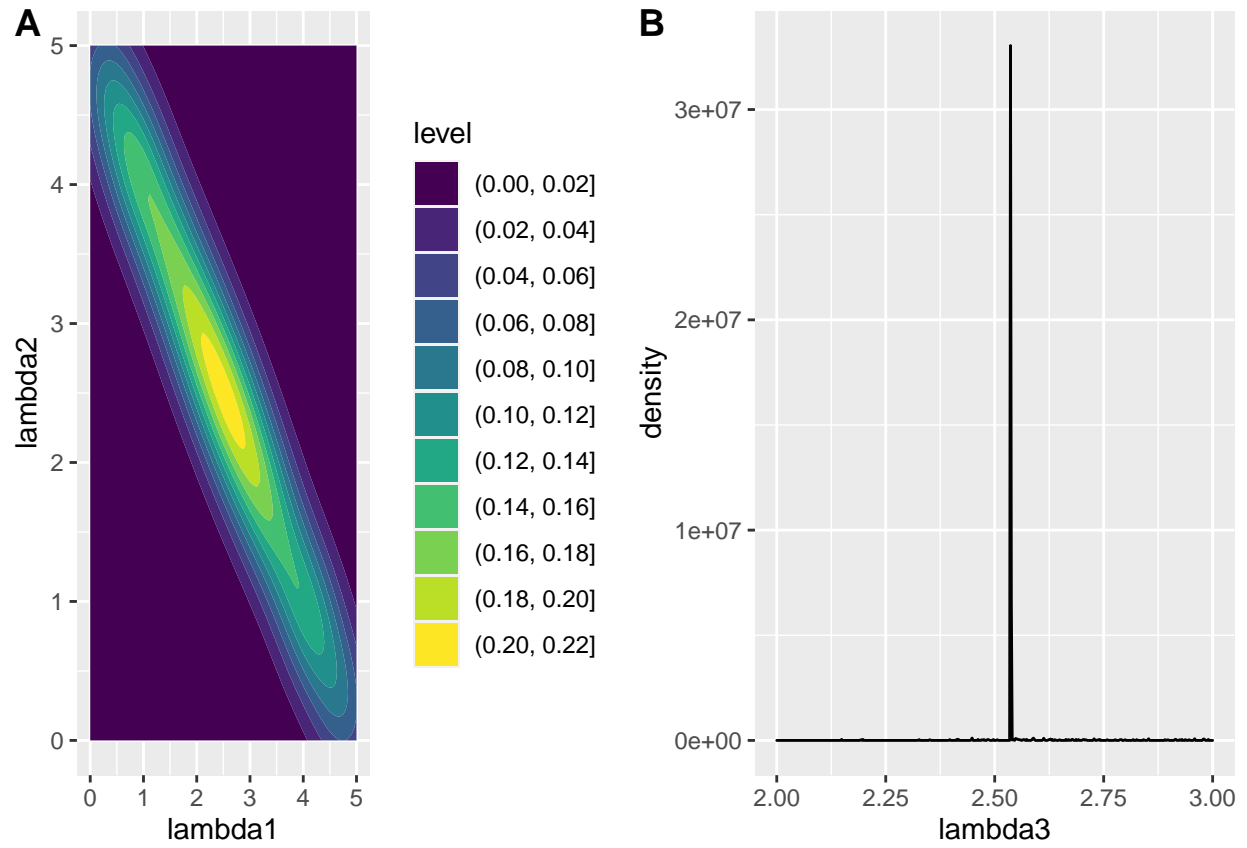 A
lambda2
5
4
3
2
1
0
0 1 2 3 4 5
lambda1
level
(0.00, 0.02]
(0.02, 0.04]
(0.04, 0.06]
(0.06, 0.08]
(0.08, 0.10]
(0.10, 0.12]
(0.12, 0.14]
(0.14, 0.16]
(0.16, 0.18]
(0.18, 0.20]
(0.20, 0.22]
B
density
3e+07
2e+07
1e+07
0e+00
2.00 2.25 2.50 2.75 3.00
lambda3